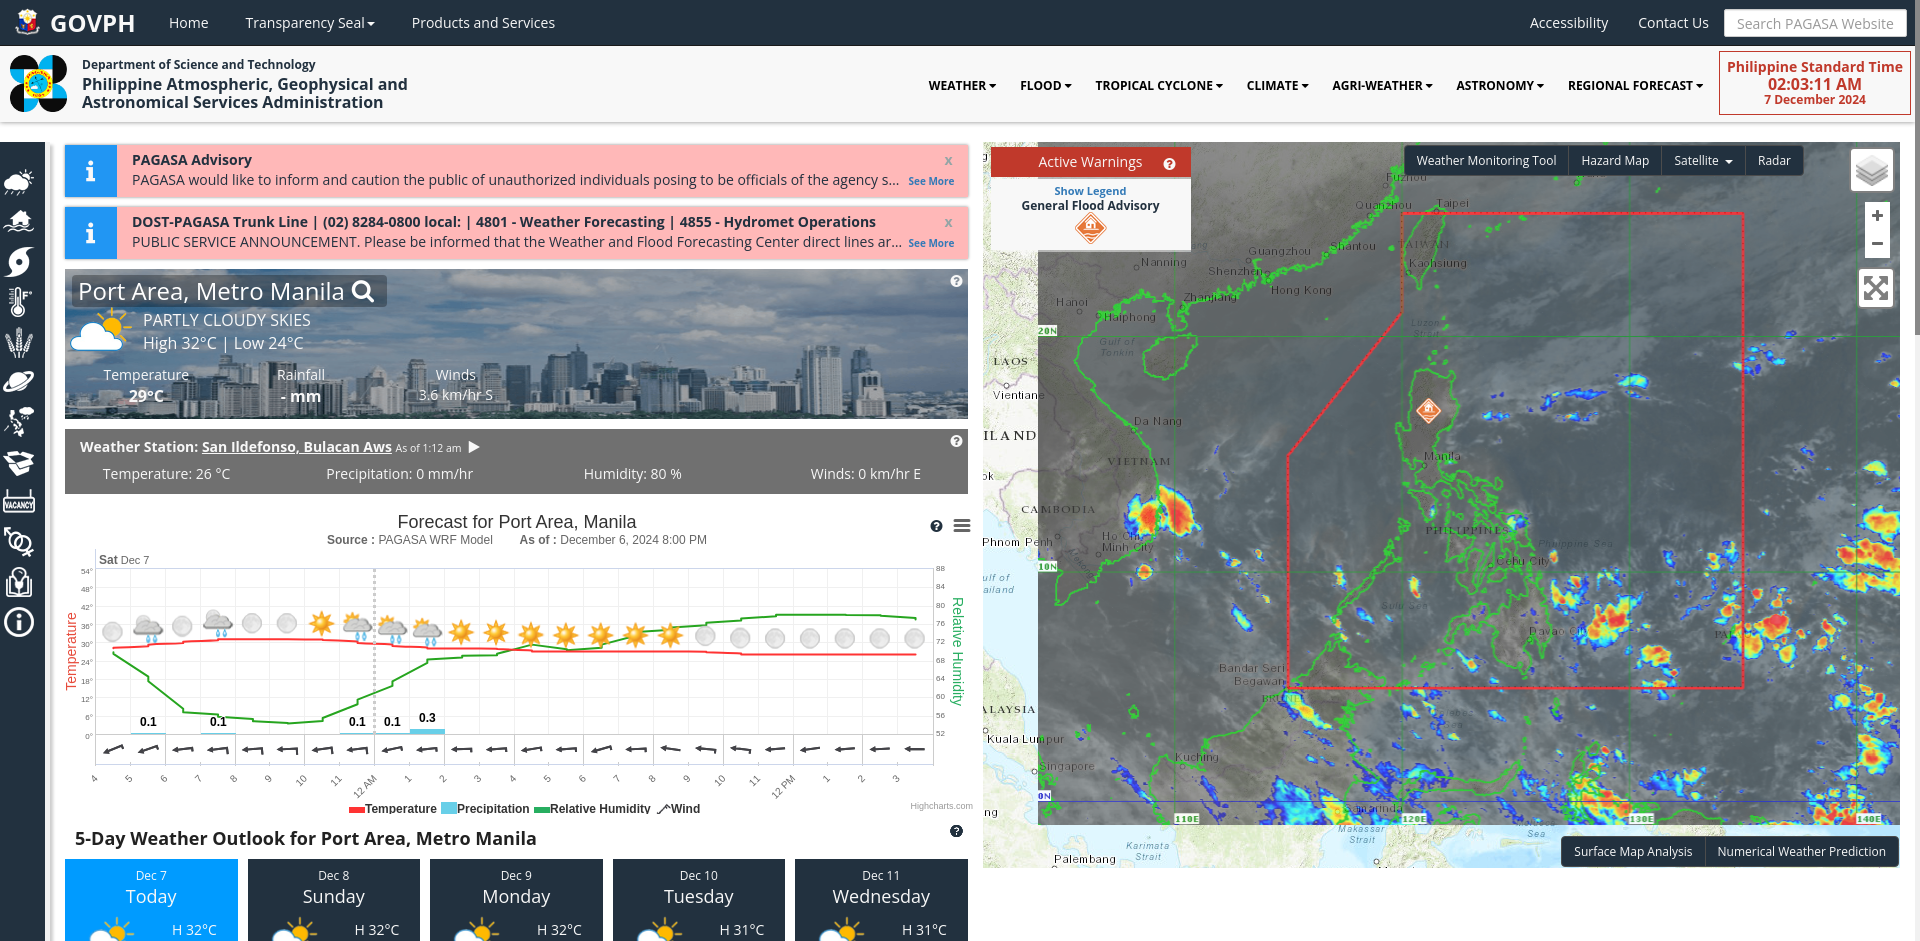 GOVPH
Home
Transparency Seal
Products and Services
Accessibility
Contact Us
Search PAGASA Website
Department of Science and Technology
Philippine Atmospheric, Geophysical and
Astronomical Services Administration
WEATHER
FLOOD
TROPICAL CYCLONE
CLIMATE
AGRI-WEATHER
ASTRONOMY
REGIONAL FORECAST
Philippine Standard Time
02:03:11 AM
7 December 2024
PAGASA Advisory
x
PAGASA would like to inform and caution the public of unauthorized individuals posing to be officials of the agency s... See More
DOST-PAGASA Trunk Line | (02) 8284-0800 local: | 4801 - Weather Forecasting | 4855 - Hydromet Operations
x
PUBLIC SERVICE ANNOUNCEMENT. Please be informed that the Weather and Flood Forecasting Center direct lines ar... See More
Port Area, Metro Manila
PARTLY CLOUDY SKIES
High 32°C | Low 24°C
Temperature Rainfall Winds
29°C - mm 3.6 km/hr S
Weather Station: San Ildefonso, Bulacan Aws As of 1:12 am
Temperature: 26 °C Precipitation: 0 mm/hr Humidity: 80 % Winds: 0 km/hr E
VACANCY
Forecast for Port Area, Manila
Source : PAGASA WRF Model As of : December 6, 2024 8:00 PM
Sat Dec 7
Temperature
54°
48°
42°
36°
30°
24°
18°
12°
6°
0°
88
84
80
76
72
68
64
60
56
52
Relative Humidity
0.1 0.1 0.1 0.1 0.3
4 5 6 7 8 9 10 11 12 AM 1 2 3 4 5 6 7 8 9 10 11 12 PM 1 2 3
Temperature Precipitation Relative Humidity Wind
Highcharts.com
5-Day Weather Outlook for Port Area, Metro Manila
Dec 7
Today
H 32°C
Dec 8
Sunday
H 32°C
Dec 9
Monday
H 32°C
Dec 10
Tuesday
H 31°C
Dec 11
Wednesday
H 31°C
Active Warnings
Show Legend
General Flood Advisory
Weather Monitoring Tool
Hazard Map
Satellite
Radar
+
−
Fuzhou
Quanzhou
Taipei
TAIWAN
Kaohsiung
Guangzhou
Shantou
Nanning
Shenzhen
Hong Kong
Hanoi
Zhanjiang
Haiphong
20N
Luzon
Gulf of
Tonkin
LAOS
Vientiane
Da Nang
ILAND
VIETNAM
Manila
ok
CAMBODIA
PHILIPPINES
Philippine Sea
Phnom Penh
Ho Chi
Minh City
Cebu City
10N
ulf of
ailand
Sulu Sea
Davao Ci
PAL
Bandar Seri
Begawan
BRUNEI
ALAYSIA
Kuala Lumpur
Kuching
Singapore
0N
ng
Samarinda
110E
120E
130E
140E
Makassar
Strait
Sea
Karimata
Strait
Palembang
Surface Map Analysis
Numerical Weather Prediction